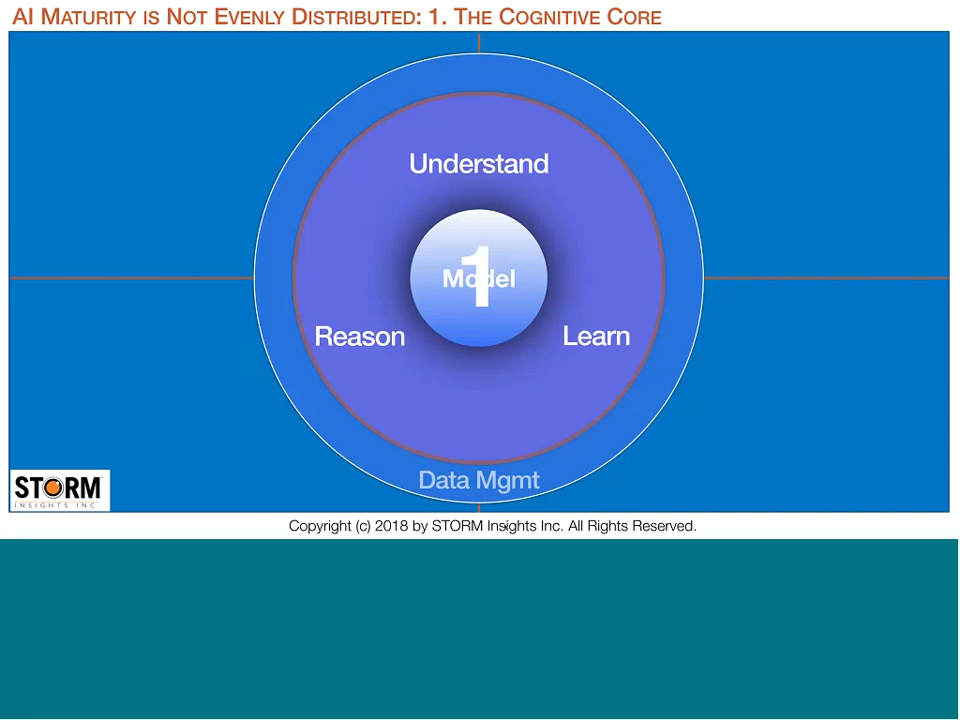 AI Maturity is Not Evenly Distributed: 1. The Cognitive Core
Understand
1
Model
Reason
Learn
Data Mgmt
STORM
INSIGHTS INC.
Copyright (c) 2018 by STORM Insights Inc. All Rights Reserved.